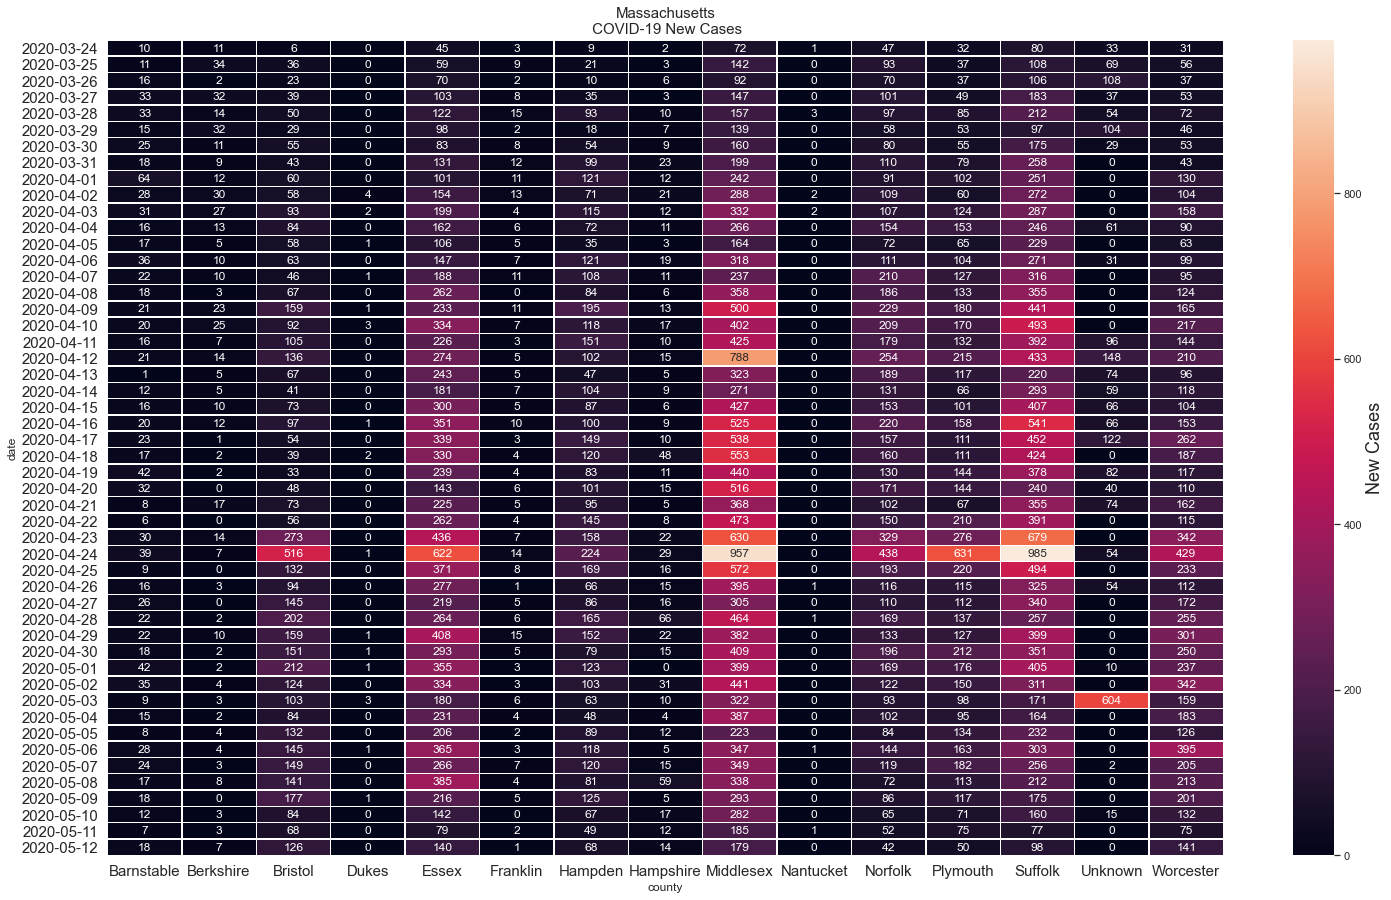 Massachusetts
COVID-19 New Cases
2020-03-24 10 11 6 0 45 3 9 2 72 1 47 32 80 33 31
2020-03-25 11 34 36 0 59 9 21 3 142 0 93 37 108 69 56
2020-03-26 16 2 23 0 70 2 10 6 92 0 70 37 106 108 37
2020-03-27 33 32 39 0 103 8 35 3 147 0 101 49 183 37 53
2020-03-28 33 14 50 0 122 15 93 10 157 3 97 85 212 54 72
2020-03-29 15 32 29 0 98 2 18 7 139 0 58 53 97 104 46
2020-03-30 25 11 55 0 83 8 54 9 160 0 80 55 175 29 53
2020-03-31 18 9 43 0 131 12 99 23 199 0 110 79 258 0 43
2020-04-01 64 12 60 0 101 11 121 12 242 0 91 102 251 0 130
2020-04-02 28 30 58 4 154 13 71 21 288 2 109 60 272 0 104
2020-04-03 31 27 93 2 199 4 115 12 332 2 107 124 287 0 158
2020-04-04 16 13 84 0 162 6 72 11 266 0 154 153 246 61 90
2020-04-05 17 5 58 1 106 5 35 3 164 0 72 65 229 0 63
2020-04-06 36 10 63 0 147 7 121 19 318 0 111 104 271 31 99
2020-04-07 22 10 46 1 188 11 108 11 237 0 210 127 316 0 95
2020-04-08 18 3 67 0 262 0 84 6 358 0 186 133 355 0 124
2020-04-09 21 23 159 1 233 11 195 13 500 0 229 180 441 0 165
2020-04-10 20 25 92 3 334 7 118 17 402 0 209 170 493 0 217
2020-04-11 16 7 105 0 226 3 151 10 425 0 179 132 392 96 144
2020-04-12 21 14 136 0 274 5 102 15 788 0 254 215 433 148 210
2020-04-13 1 5 67 0 243 5 47 5 323 0 189 117 220 74 96
2020-04-14 12 5 41 0 181 7 104 9 271 0 131 66 293 59 118
2020-04-15 16 10 73 0 300 5 87 6 427 0 153 101 407 66 104
2020-04-16 20 12 97 1 351 10 100 9 525 0 220 158 541 66 153
2020-04-17 23 1 54 0 339 3 149 10 538 0 157 111 452 122 262
2020-04-18 17 2 39 2 330 4 120 48 553 0 160 111 424 0 187
2020-04-19 42 2 33 0 239 4 83 11 440 0 130 144 378 82 117
2020-04-20 32 0 48 0 143 6 101 15 516 0 171 144 240 40 110
2020-04-21 8 17 73 0 225 5 95 5 368 0 102 67 355 74 162
2020-04-22 6 0 56 0 262 4 145 8 473 0 150 210 391 0 115
2020-04-23 30 14 273 0 436 7 158 22 630 0 329 276 679 0 342
2020-04-24 39 7 516 1 622 14 224 29 957 0 438 631 985 54 429
2020-04-25 9 0 132 0 371 8 169 16 572 0 193 220 494 0 233
2020-04-26 16 3 94 0 277 1 66 15 395 1 116 115 325 54 112
2020-04-27 26 0 145 0 219 5 86 16 305 0 110 112 340 0 172
2020-04-28 22 2 202 0 264 6 165 66 464 1 169 137 257 0 255
2020-04-29 22 10 159 1 408 15 152 22 382 0 133 127 399 0 301
2020-04-30 18 2 151 1 293 5 79 15 409 0 196 212 351 0 250
2020-05-01 42 2 212 1 355 3 123 0 399 0 169 176 405 10 237
2020-05-02 35 4 124 0 334 3 103 31 441 0 122 150 311 0 342
2020-05-03 9 3 103 3 180 6 63 10 322 0 93 98 171 604 159
2020-05-04 15 2 84 0 231 4 48 4 387 0 102 95 164 0 183
2020-05-05 8 4 132 0 206 2 89 12 223 0 84 134 232 0 126
2020-05-06 28 4 145 1 365 3 118 5 347 1 144 163 303 0 395
2020-05-07 24 3 149 0 266 7 120 15 349 0 119 182 256 2 205
2020-05-08 17 8 141 0 385 4 81 59 338 0 72 113 212 0 213
2020-05-09 18 0 177 1 216 5 125 5 293 0 86 117 175 0 201
2020-05-10 12 3 84 0 142 0 67 17 282 0 65 71 160 15 132
2020-05-11 7 3 68 0 79 2 49 12 185 1 52 75 77 0 75
2020-05-12 18 7 126 0 140 1 68 14 179 0 42 50 98 0 141
Barnstable Berkshire Bristol Dukes Essex Franklin Hampden Hampshire Middlesex Nantucket Norfolk Plymouth Suffolk Unknown Worcester
county
date
800
600
400
200
0
New Cases